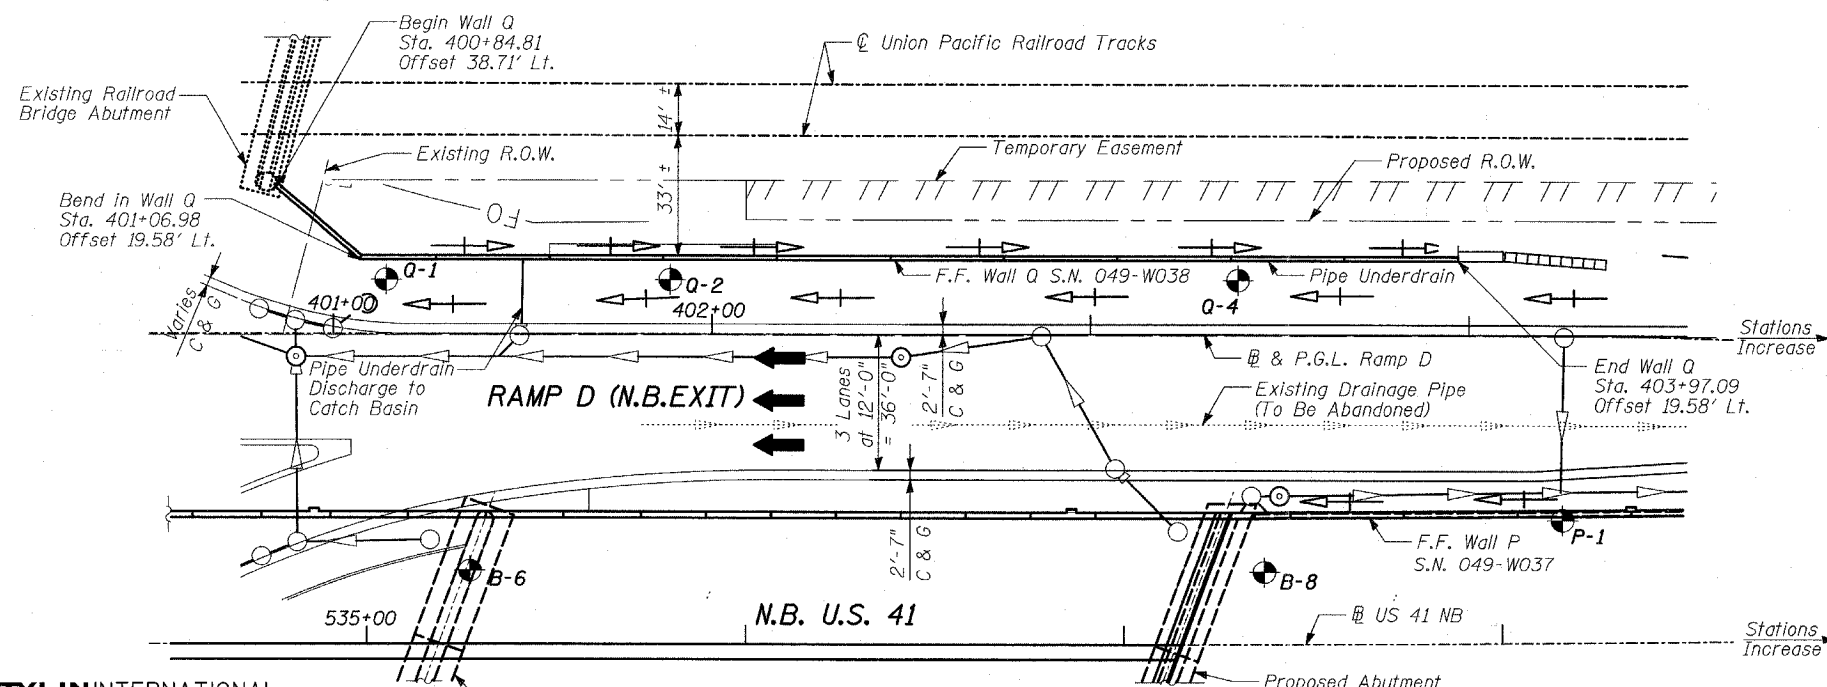 Begin Wall Q
Sta. 400+84.81
Offset 38.71' Lt.
℄ Union Pacific Railroad Tracks
Existing Railroad
Bridge Abutment
14' ±
Existing R.O.W.
Temporary Easement
Proposed R.O.W.
33' ±
Bend in Wall Q
Sta. 401+06.98
Offset 19.58' Lt.
FO
Q-1
Q-2
F.F. Wall Q S.N. 049-W038
Pipe Underdrain
Q-4
Varies
C & G
401+00
402+00
Stations
Increase
Pipe Underdrain
Discharge to
Catch Basin
RAMP D (N.B.EXIT)
3 Lanes
at 12'-0"
= 36'-0"
2'-7"
C & G
B & P.G.L. Ramp D
Existing Drainage Pipe
(To Be Abandoned)
End Wall Q
Sta. 403+97.09
Offset 19.58' Lt.
2'-7"
C & G
F.F. Wall P
S.N. 049-W037
P-1
B-6
B-8
535+00
N.B. U.S. 41
B US 41 NB
Stations
Increase
Proposed Abutment
INTERNATIONAL